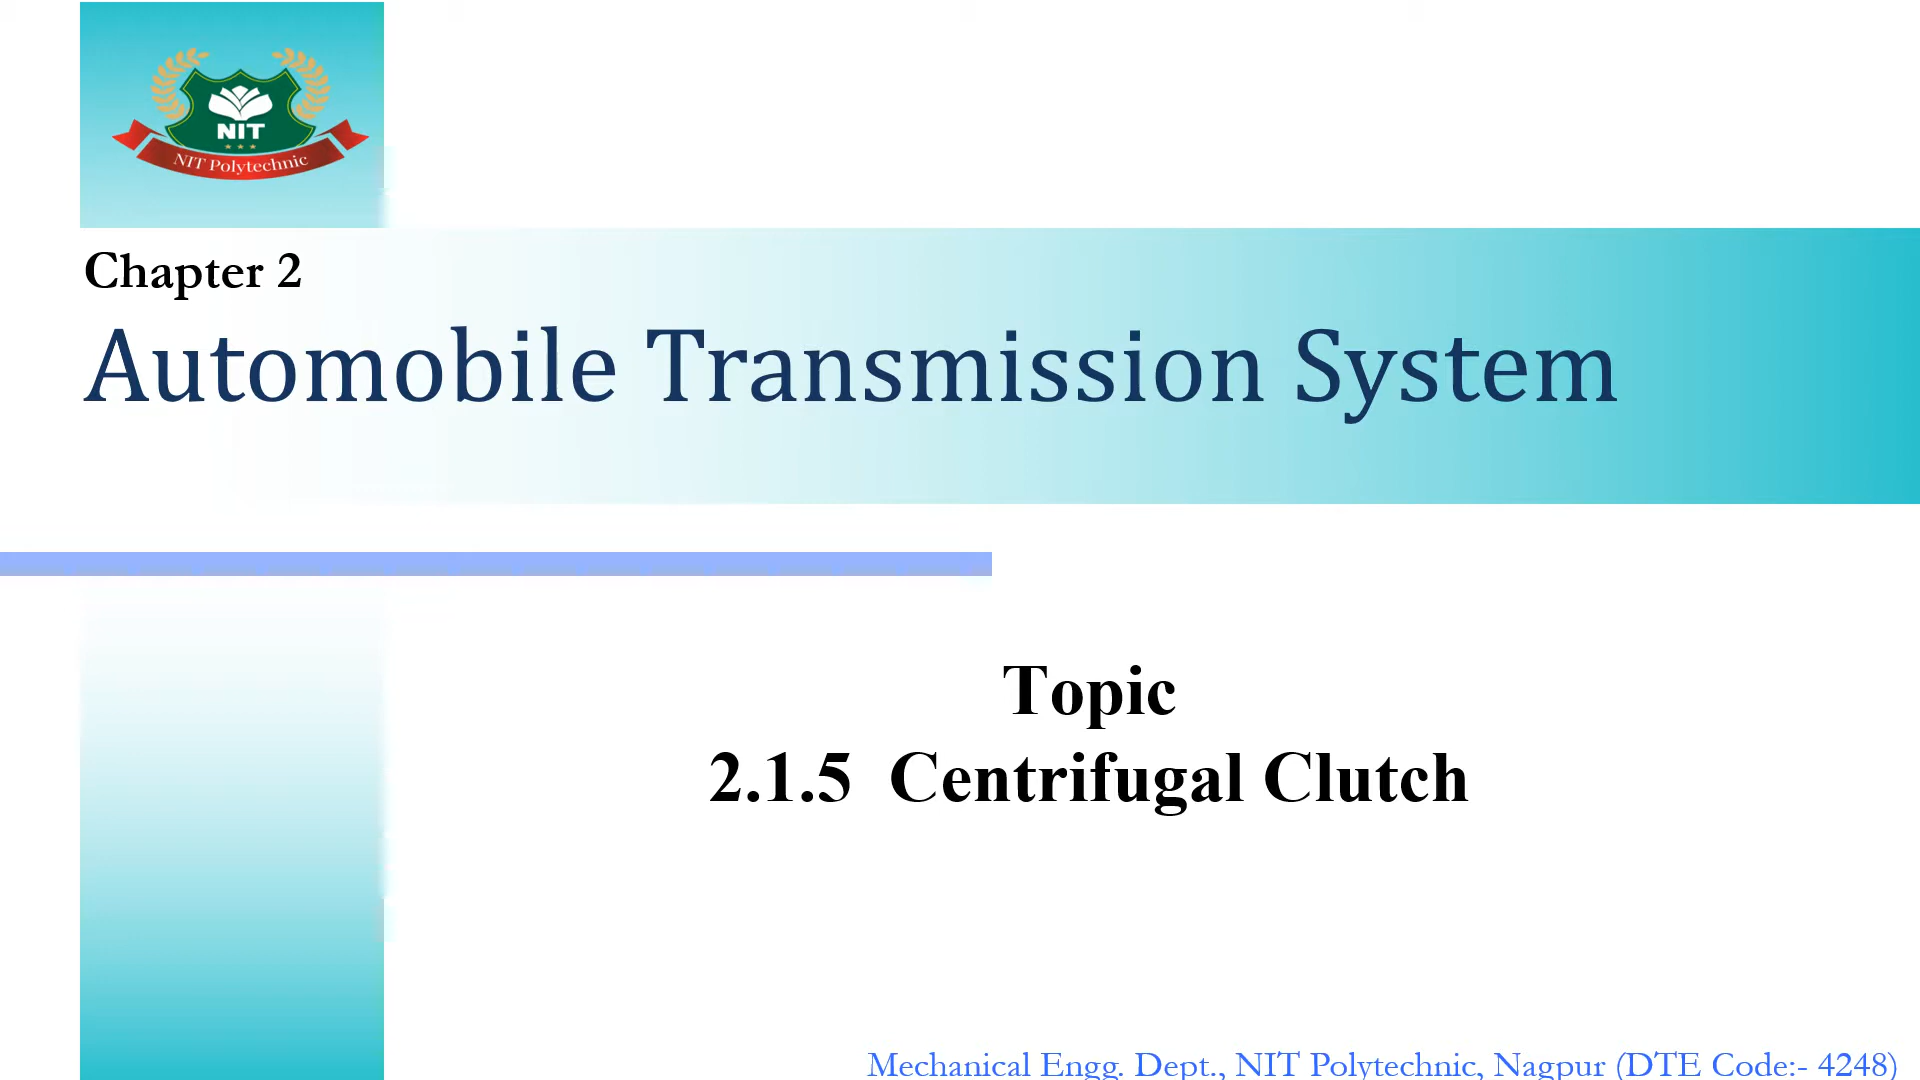 NIT
NIT Polytechnic
Chapter 2
Automobile Transmission System
Topic
2.1.5 Centrifugal Clutch
Mechanical Engg. Dept., NIT Polytechnic, Nagpur (DTE Code:- 4248)